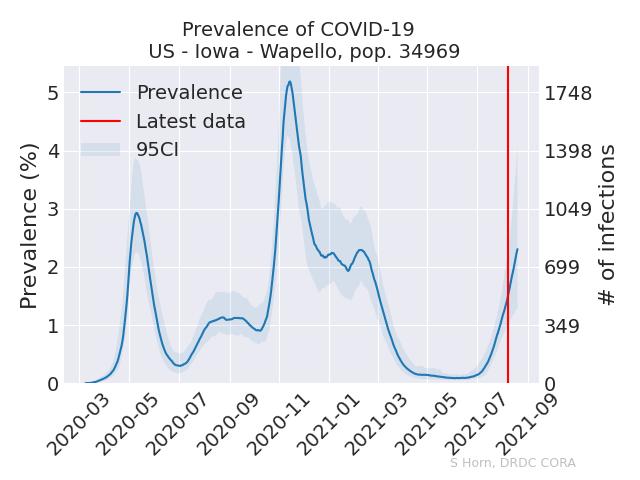 Prevalence of COVID-19
US - Iowa - Wapello, pop. 34969
Prevalence
Latest data
95CI
Prevalence (%)
5
4
3
2
1
0
1748
1398
1049
699
349
0
# of infections
2020-03
2020-05
2020-07
2020-09
2020-11
2021-01
2021-03
2021-05
2021-07
2021-09
S Horn, DRDC CORA